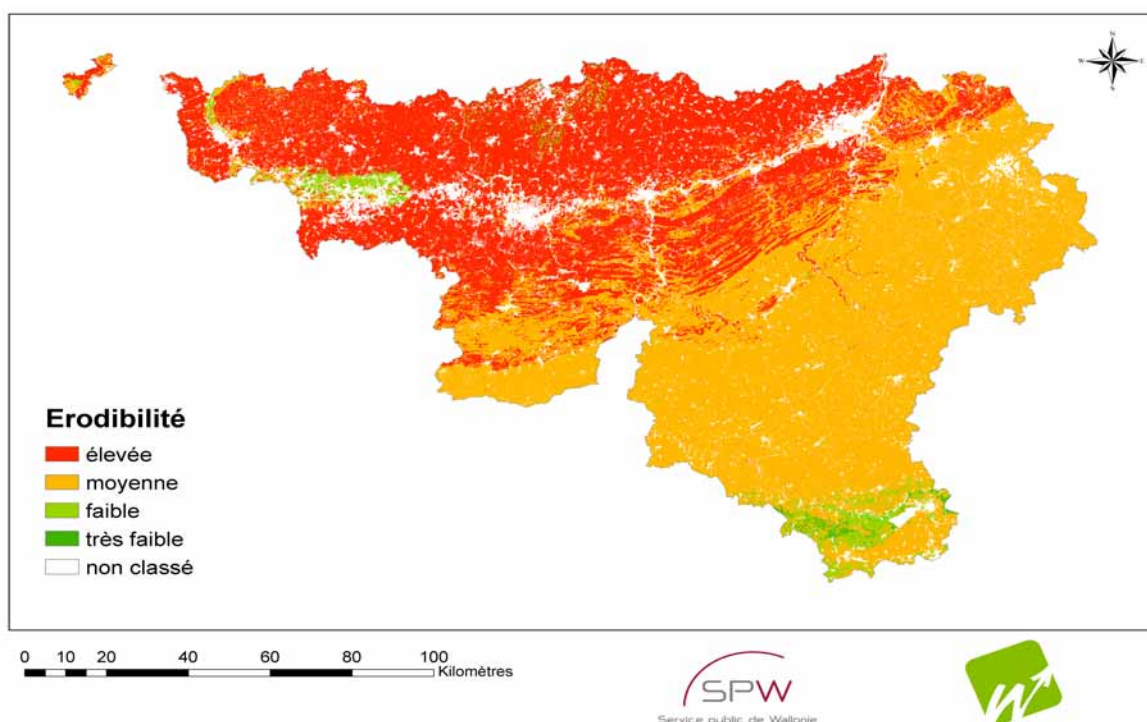 N
W E
S
Erodibilité
élevée
moyenne
faible
très faible
non classé
0 10 20 40 60 80 100
Kilomètres
SPW
Service public de Wallonie